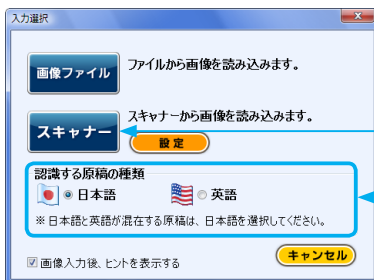 入力選択
画像ファイル
ファイルから画像を読み込みます。
スキャナーから画像を読み込みます。
スキャナー
設定
認識する原稿の種類
日本語 英語
※日本語と英語が混在する原稿は、日本語を選択してください。
画像入力後、ヒントを表示する
キャンセル